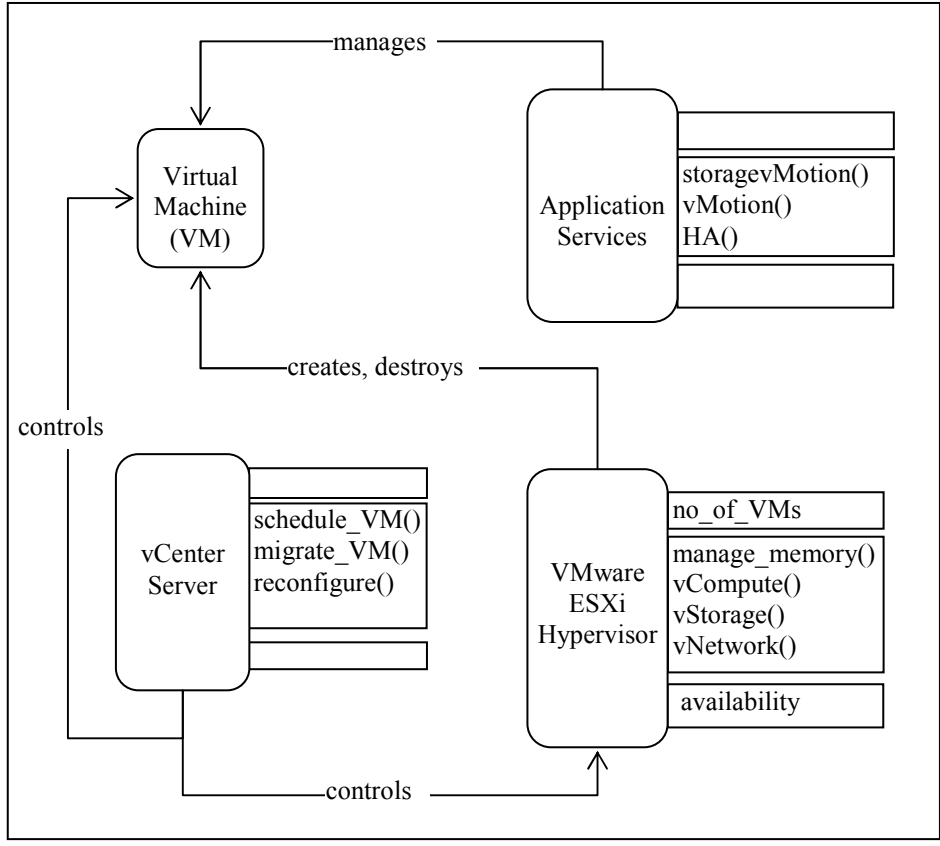 manages
Virtual
Machine
(VM)
Application
Services
storagevMotion()
vMotion()
HA()
creates, destroys
controls
vCenter
Server
schedule_VM()
migrate_VM()
reconfigure()
VMware
ESXi
Hypervisor
no_of_VMs
manage_memory()
vCompute()
vStorage()
vNetwork()
availability
controls